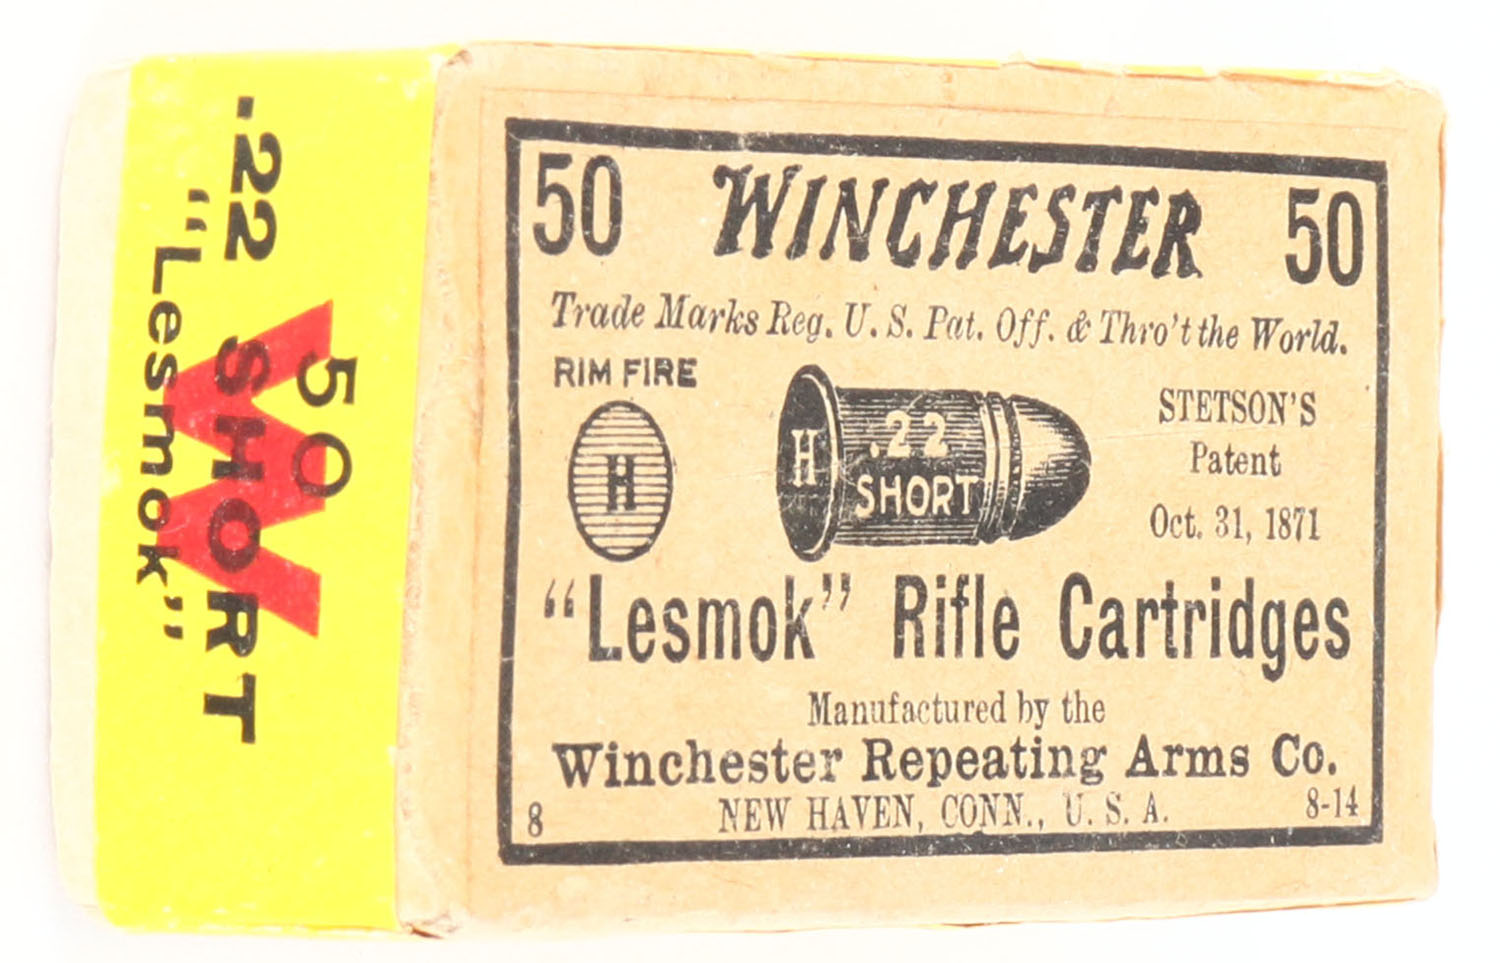 50 WINCHESTER 50
Trade Marks Reg. U. S. Pat. Off. & Thro't the World.
RIM FIRE
H
H
.22
SHORT
STETSON'S
Patent
Oct. 31, 1871
"Lesmok" Rifle Cartridges
Manufactured by the
Winchester Repeating Arms Co.
8 NEW HAVEN, CONN., U. S. A. 8-14
W
50
.22 SHORT
"Lesmok"